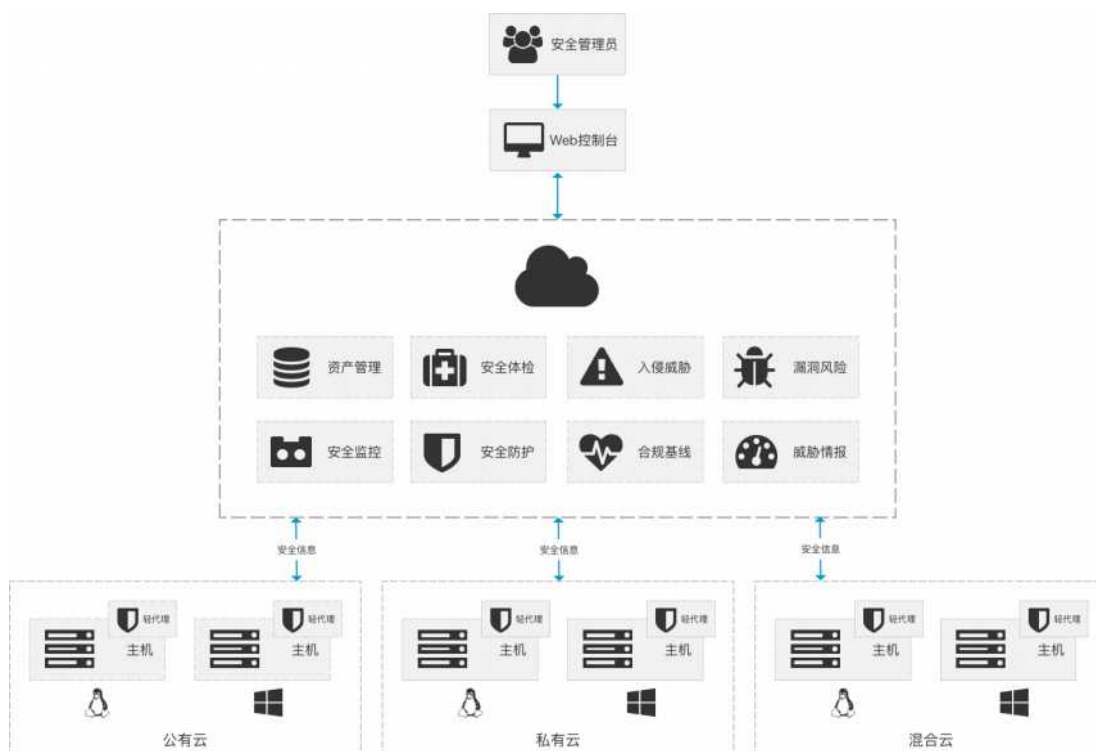 安全管理员
Web控制台
资产管理 安全体检 入侵威胁 漏洞风险
安全监控 安全防护 合规基线 威胁情报
安全信息 安全信息 安全信息
轻代理 轻代理 轻代理 轻代理 轻代理 轻代理
主机 主机 主机 主机 主机 主机
公有云 私有云 混合云